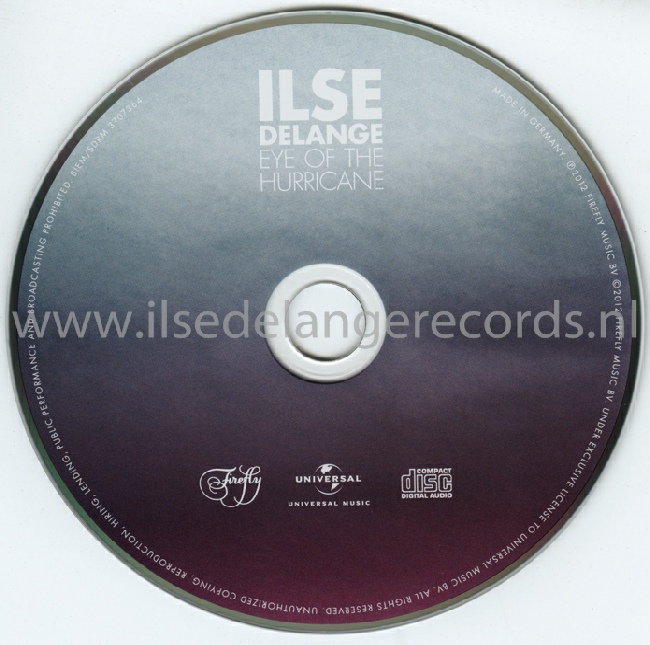 ILSE
DELANGE
EYE OF THE
HURRICANE
www.ilsedelangerecords.nl
Firefly
UNIVERSAL
UNIVERSAL MUSIC
COMPACT
disc
DIGITAL AUDIO
MADE IN GERMANY. ℗2012 FIREFLY MUSIC BV ©2012 FIREFLY MUSIC BV. UNDER EXCLUSIVE LICENSE TO UNIVERSAL MUSIC BV. ALL RIGHTS RESERVED. UNAUTHORIZED COPYING, REPRODUCTION, HIRING, LENDING, PUBLIC PERFORMANCE AND BROADCASTING PROHIBITED. BIEM/SDRM